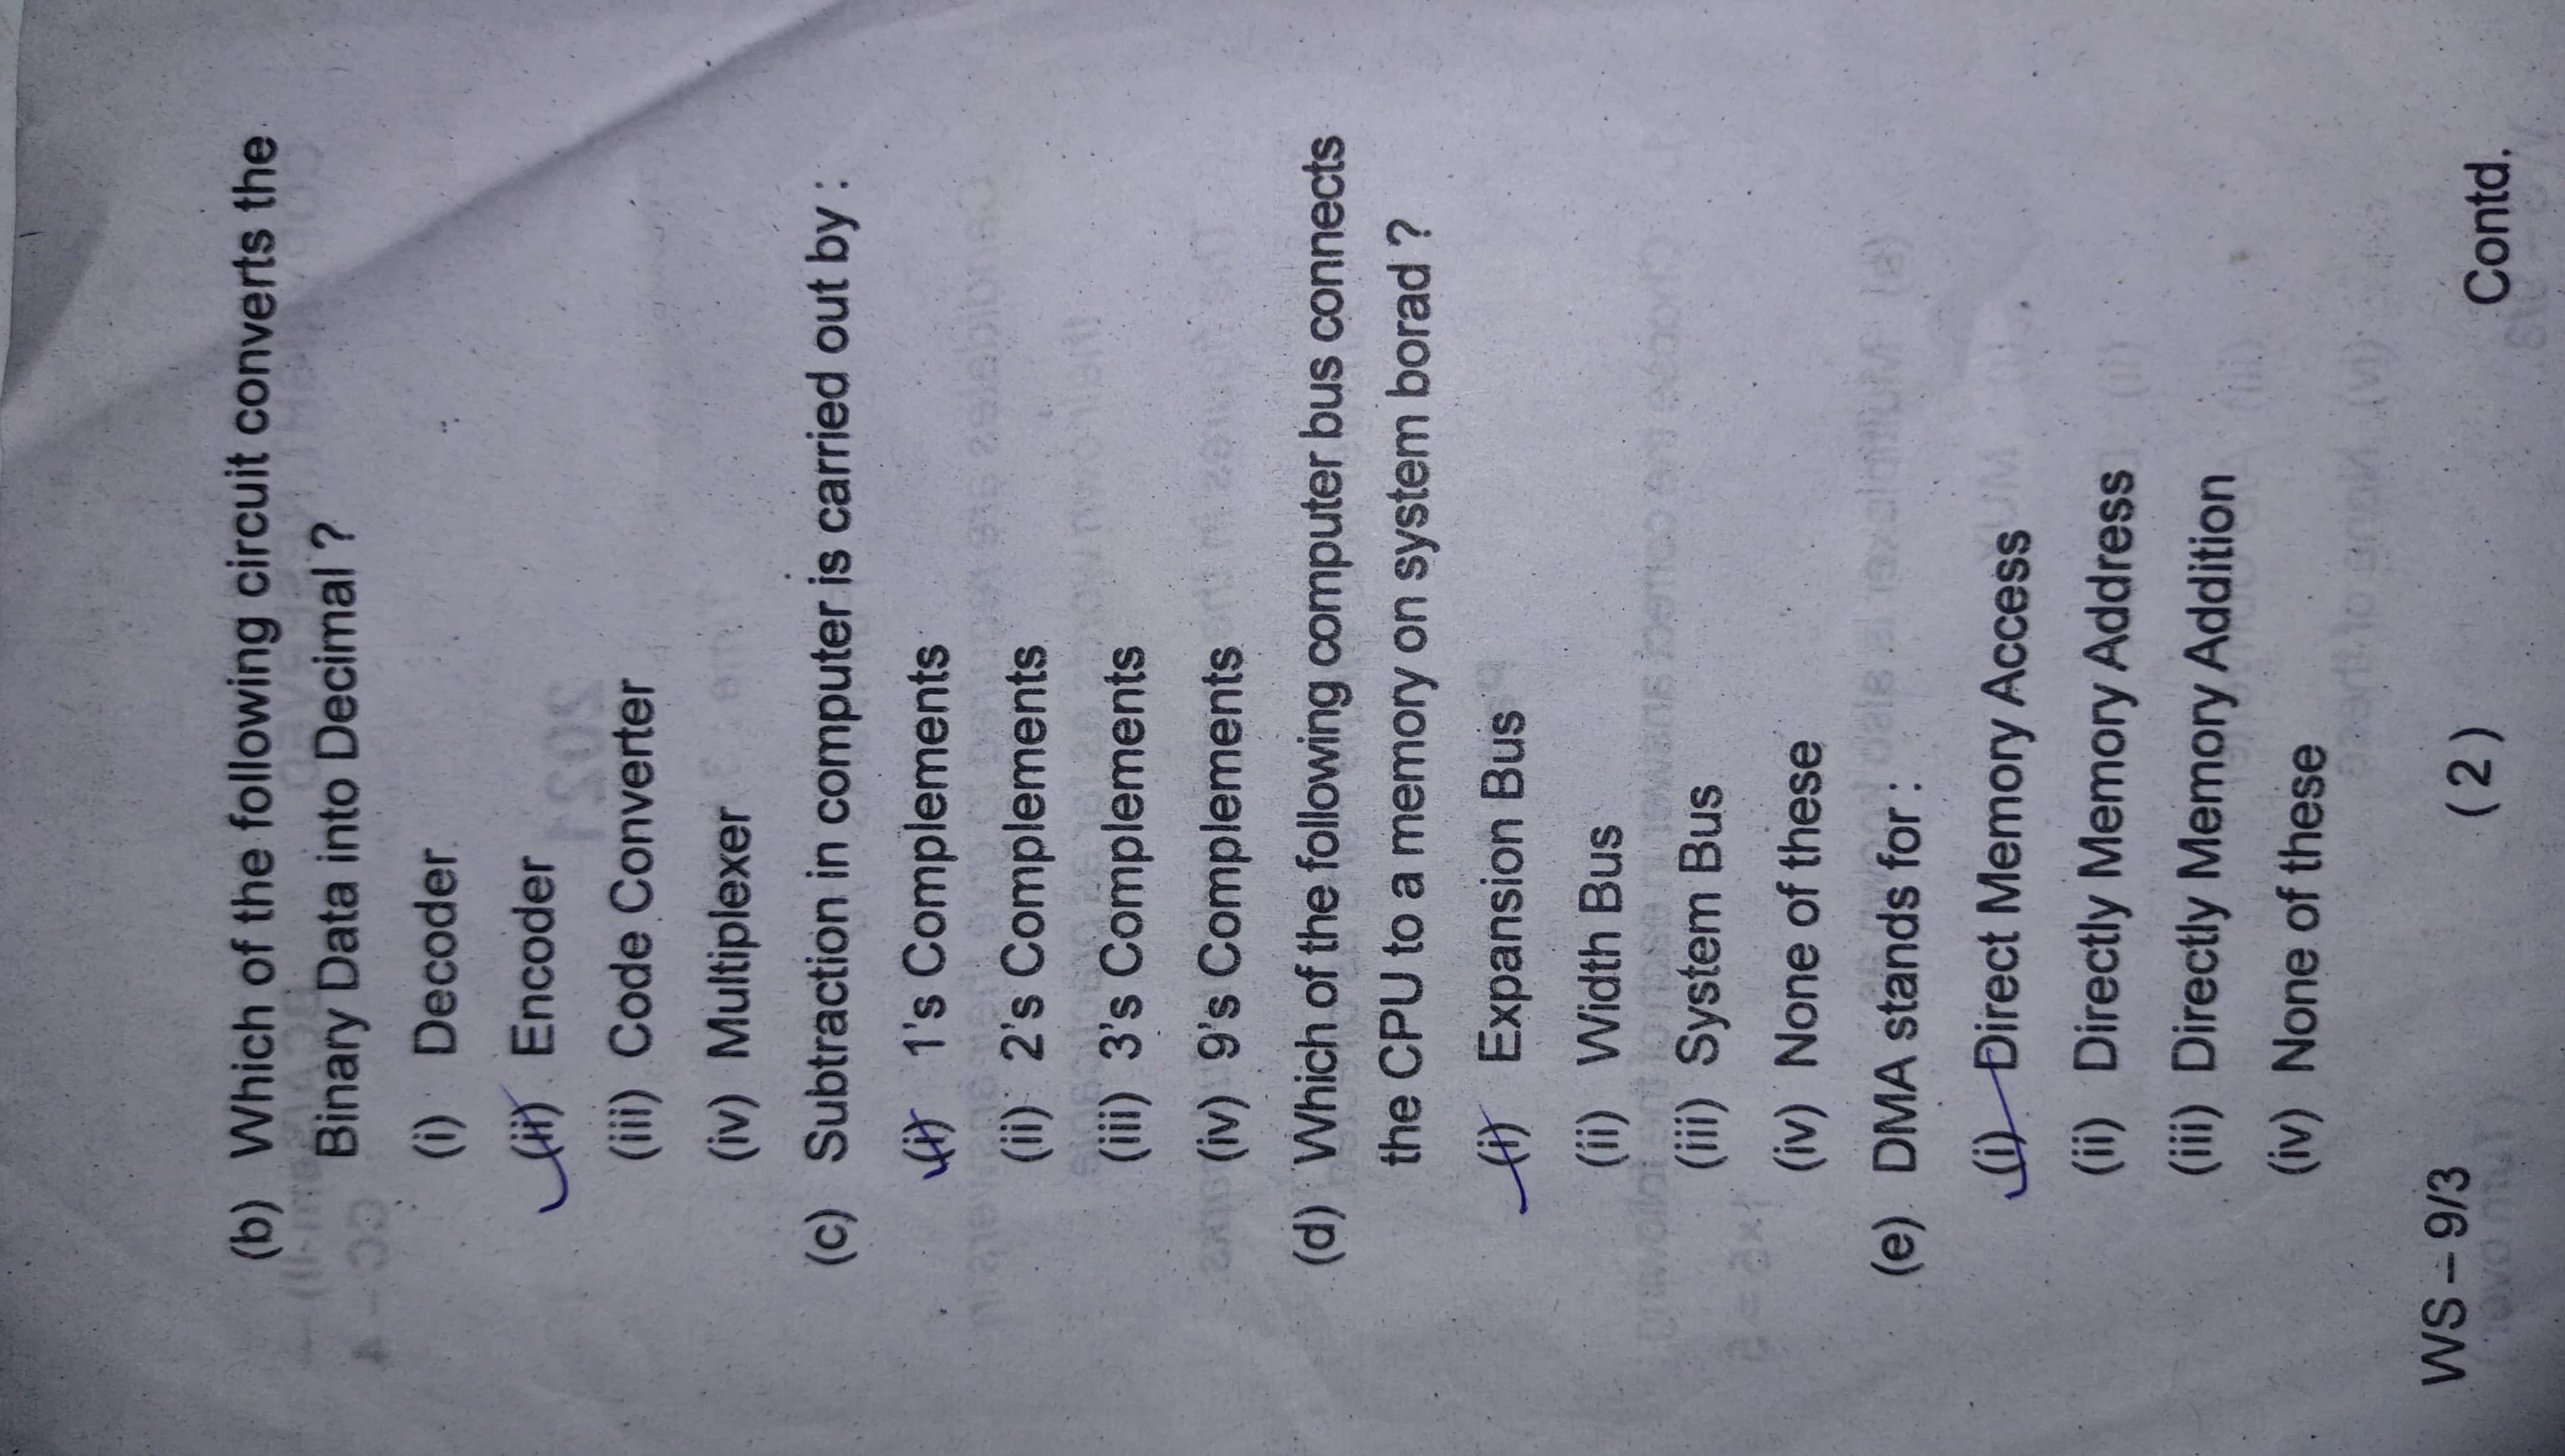 (b) Which of the following circuit converts the
Binary Data into Decimal ?
(i) Decoder
(ii) Encoder
(iii) Code Converter
(iv) Multiplexer
(c) Subtraction in computer is carried out by :
(i) 1's Complements
(ii) 2's Complements
(iii) 3's Complements
(iv) 9's Complements
(d) Which of the following computer bus connects
the CPU to a memory on system borad ?
(i) Expansion Bus
(ii) Width Bus
(iii) System Bus
(iv) None of these
(e) DMA stands for :
(i) Direct Memory Access
(ii) Directly Memory Address
(iii) Directly Memory Addition
(iv) None of these
WS – 9/3 (2) Contd.